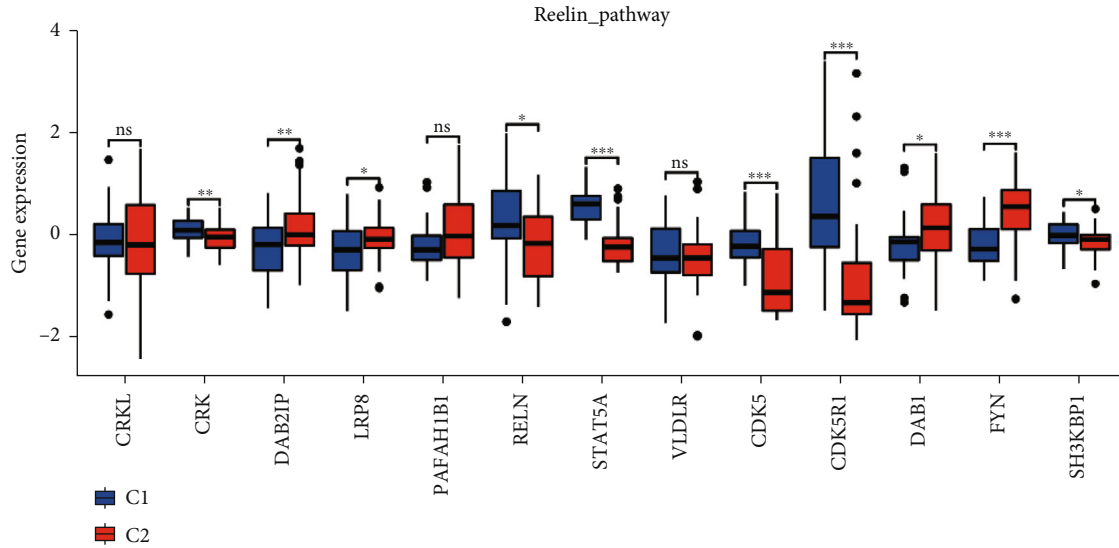 Reelin_pathway
Gene expression
4
2
0
−2
ns
**
**
*
ns
*
***
ns
***
***
*
***
*
CRKL
CRK
DAB2IP
LRP8
PAFAH1B1
RELN
STAT5A
VLDLR
CDK5
CDK5R1
DAB1
FYN
SH3KBP1
C1
C2